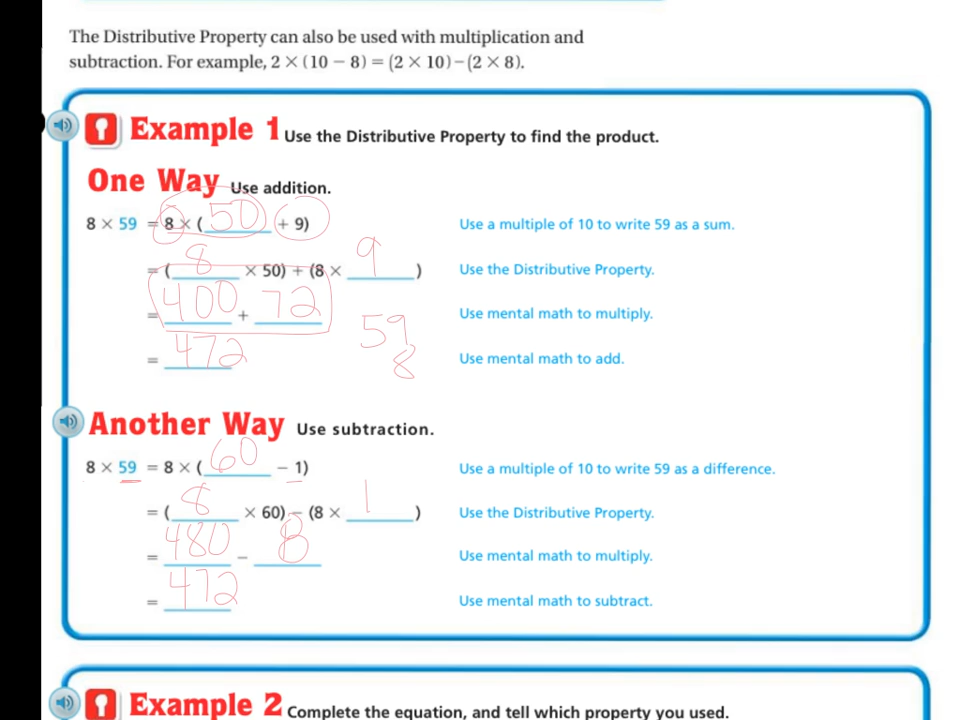 The Distributive Property can also be used with multiplication and
subtraction. For example, 2 × (10 − 8) = (2 × 10) − (2 × 8).
Example 1 Use the Distributive Property to find the product.
One Way Use addition.
8 × 59 = 8 × ( 50 + 9) Use a multiple of 10 to write 59 as a sum.
= ( 8 × 50) + (8 × 9 ) Use the Distributive Property.
= 400 + 72 Use mental math to multiply.
59
8
= 472 Use mental math to add.
Another Way Use subtraction.
8 × 59 = 8 × ( 60 − 1) Use a multiple of 10 to write 59 as a difference.
= ( 8 × 60) − (8 × 1 ) Use the Distributive Property.
= 480 − 8 Use mental math to multiply.
= 472 Use mental math to subtract.
Example 2 Complete the equation, and tell which property you used.